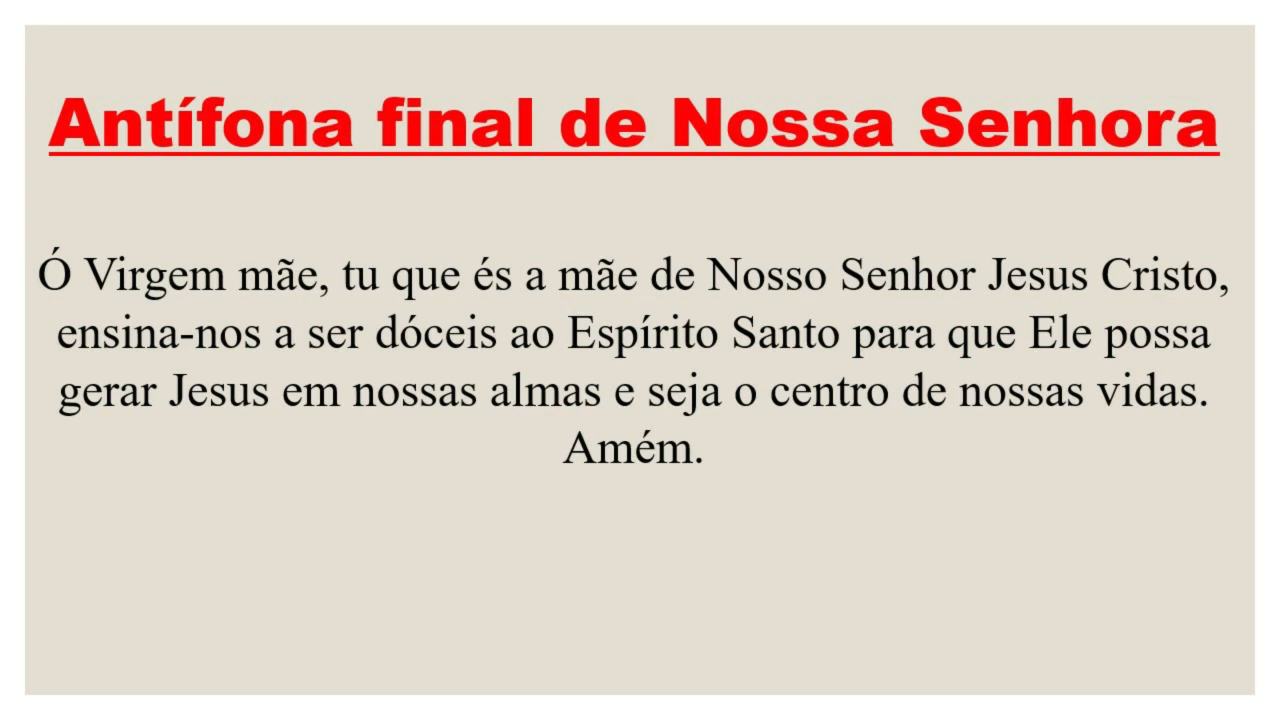 Antífona final de Nossa Senhora
Ó Virgem mãe, tu que és a mãe de Nosso Senhor Jesus Cristo,
ensina-nos a ser dóceis ao Espírito Santo para que Ele possa
gerar Jesus em nossas almas e seja o centro de nossas vidas.
Amém.